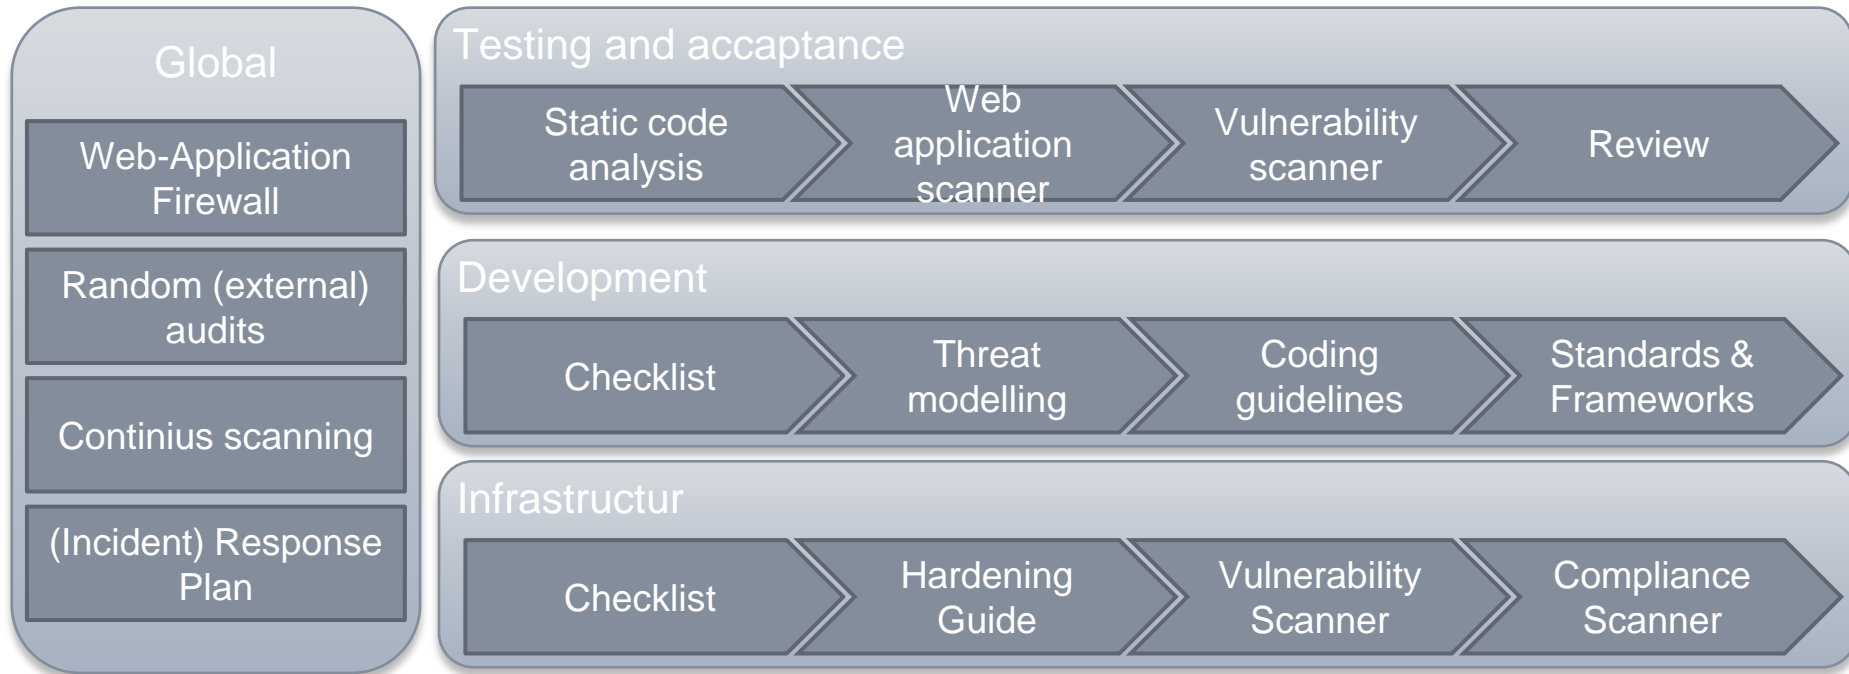 Global
Web-Application
Firewall
Random (external)
audits
Continius scanning
(Incident) Response
Plan
Testing and accaptance
Static code
analysis
Web
application
scanner
Vulnerability
scanner
Review
Development
Checklist
Threat
modelling
Coding
guidelines
Standards &
Frameworks
Infrastructur
Checklist
Hardening
Guide
Vulnerability
Scanner
Compliance
Scanner